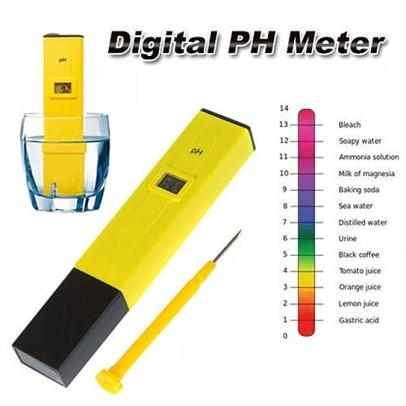 Digital PH Meter
pH
pH
14
13 Bleach
12 Soapy water
11 Ammonia solution
10 Milk of magnesia
9 Baking soda
8 Sea water
7 Distilled water
6 Urine
5 Black coffee
4 Tomato juice
3 Orange juice
2 Lemon juice
1 Gastric acid
0